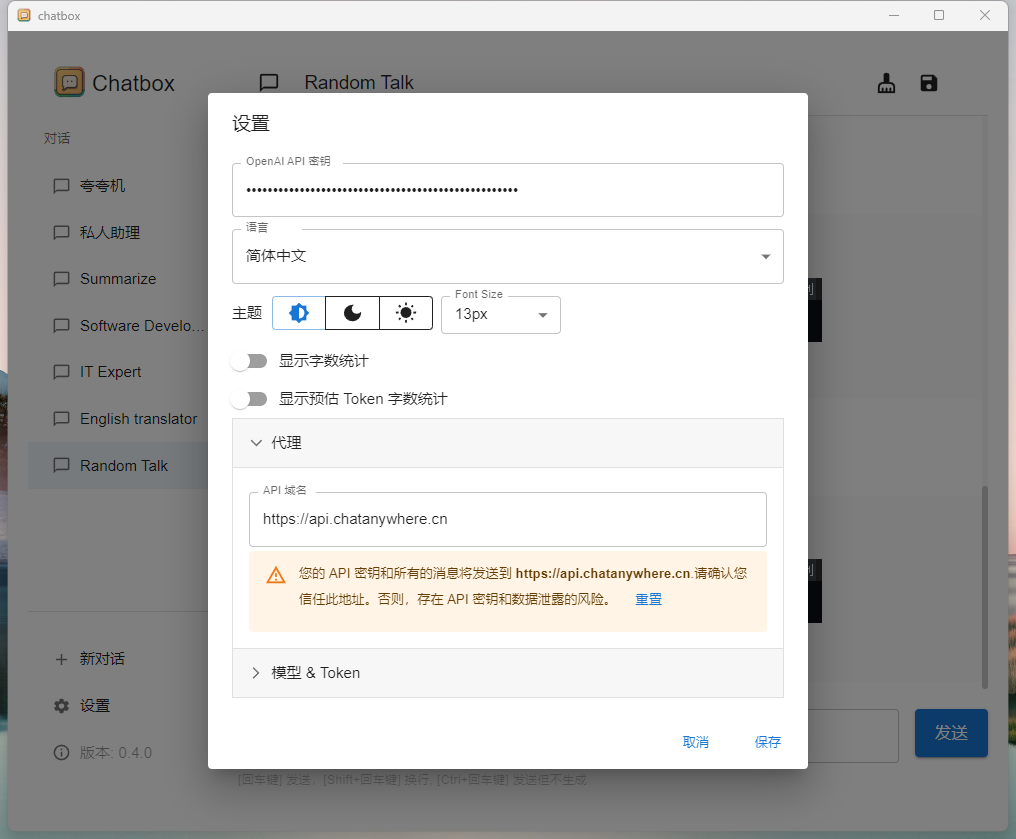 chatbox
Chatbox
Random Talk
对话
夸夸机
私人助理
Summarize
Software Develo...
IT Expert
English translator
Random Talk
新对话
设置
版本: 0.4.0
设置
OpenAI API 密钥
••••••••••••••••••••••••••••••••••••••••••••••••••••
语言
简体中文
主题
Font Size
13px
显示字数统计
显示预估 Token 字数统计
代理
API 域名
https://api.chatanywhere.cn
您的 API 密钥和所有的消息将发送到 https://api.chatanywhere.cn.请确认您
信任此地址。否则，存在 API 密钥和数据泄露的风险。 重置
模型 & Token
取消 保存
发送
[回车键] 发送，[Shift+回车键] 换行, [Ctrl+回车键] 发送但不生成